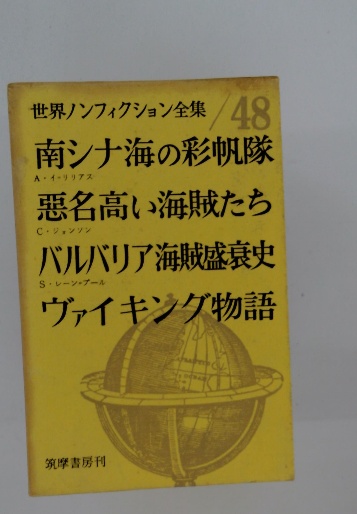 世界ノンフィクション全集/48
南シナ海の彩帆隊
A・イ・リリアス
惡名高い海賊たち
C・ジョンソン
バルバリア海賊盛衰史
S・レーン・プール
ヴァイキング物語
筑摩書房刊